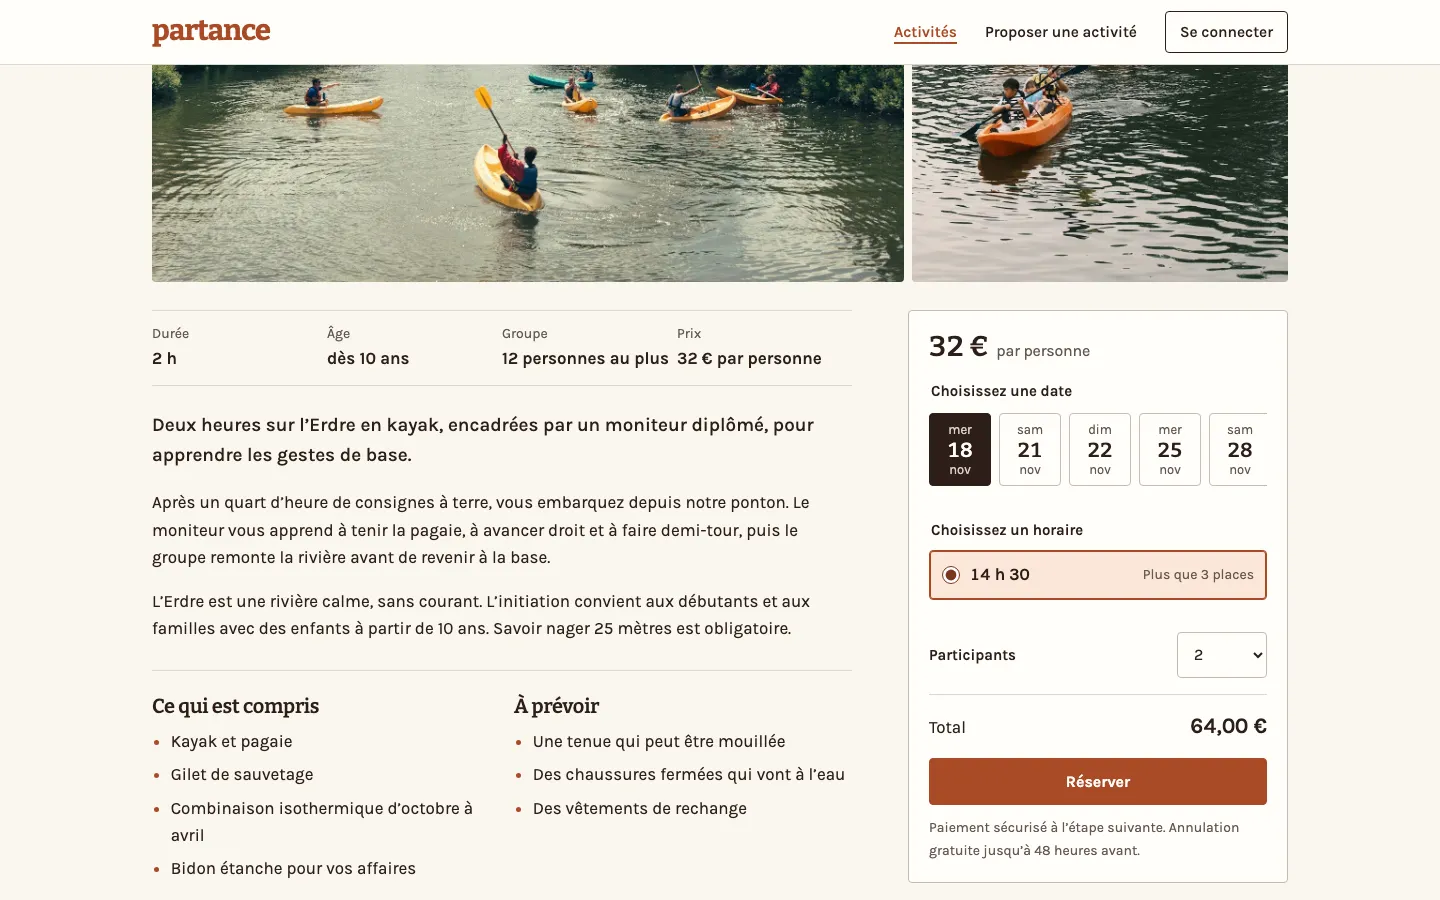 partance
Activités
Proposer une activité
Se connecter
Durée
2 h
Âge
dès 10 ans
Groupe
12 personnes au plus
Prix
32 € par personne
Deux heures sur l’Erdre en kayak, encadrées par un moniteur diplômé, pour
apprendre les gestes de base.
Après un quart d’heure de consignes à terre, vous embarquez depuis notre ponton. Le
moniteur vous apprend à tenir la pagaie, à avancer droit et à faire demi-tour, puis le
groupe remonte la rivière avant de revenir à la base.
L’Erdre est une rivière calme, sans courant. L’initiation convient aux débutants et aux
familles avec des enfants à partir de 10 ans. Savoir nager 25 mètres est obligatoire.
Ce qui est compris
Kayak et pagaie
Gilet de sauvetage
Combinaison isothermique d’octobre à
avril
Bidon étanche pour vos affaires
À prévoir
Une tenue qui peut être mouillée
Des chaussures fermées qui vont à l’eau
Des vêtements de rechange
32 € par personne
Choisissez une date
mer
18
nov
sam
21
nov
dim
22
nov
mer
25
nov
sam
28
nov
Choisissez un horaire
14 h 30
Plus que 3 places
Participants
2
Total
64,00 €
Réserver
Paiement sécurisé à l’étape suivante. Annulation
gratuite jusqu’à 48 heures avant.